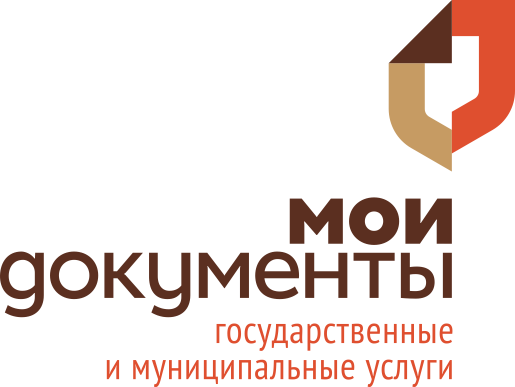 мои
документы
государственные
и муниципальные услуги